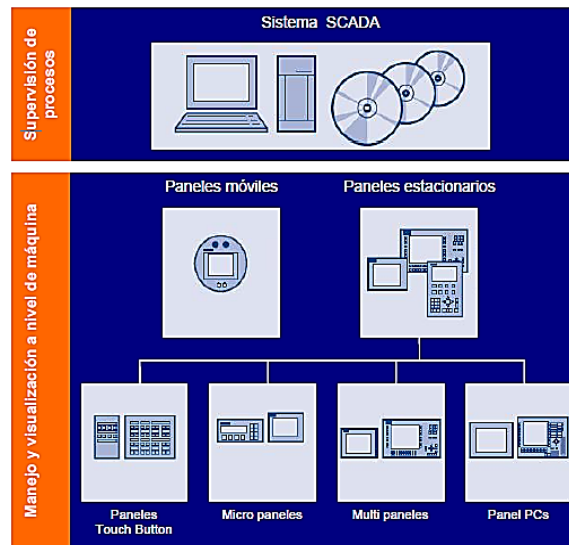 Supervisión de
procesos
Sistema SCADA
Manejo y visualización a nivel de máquina
Paneles móviles
Paneles estacionarios
Paneles
Touch Button
Micro paneles
Multi paneles
Panel PCs